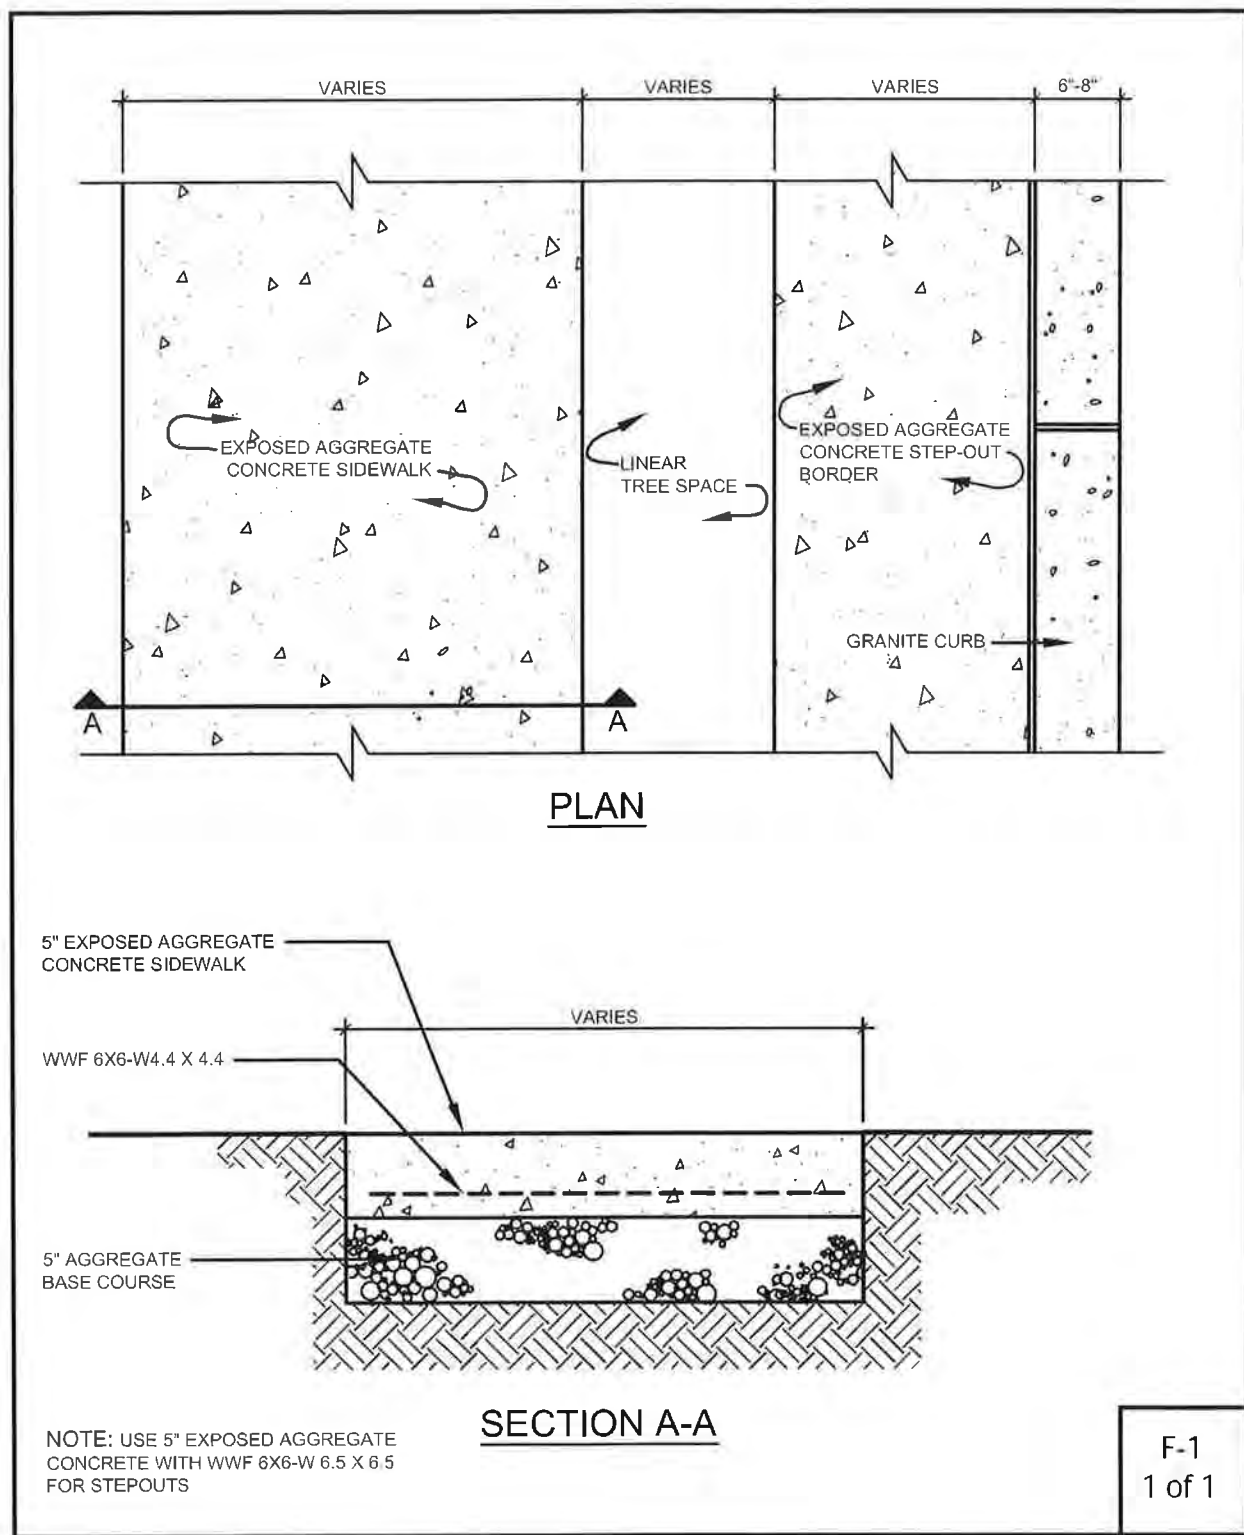 VARIES
VARIES
VARIES
6"-8"
EXPOSED AGGREGATE
CONCRETE SIDEWALK
LINEAR
TREE SPACE
EXPOSED AGGREGATE
CONCRETE STEP-OUT
BORDER
GRANITE CURB
A
A
PLAN
5" EXPOSED AGGREGATE
CONCRETE SIDEWALK
VARIES
WWF 6X6-W4.4 X 4.4
5" AGGREGATE
BASE COURSE
SECTION A-A
NOTE: USE 5" EXPOSED AGGREGATE
CONCRETE WITH WWF 6X6-W 6.5 X 6.5
FOR STEPOUTS
F-1
1 of 1